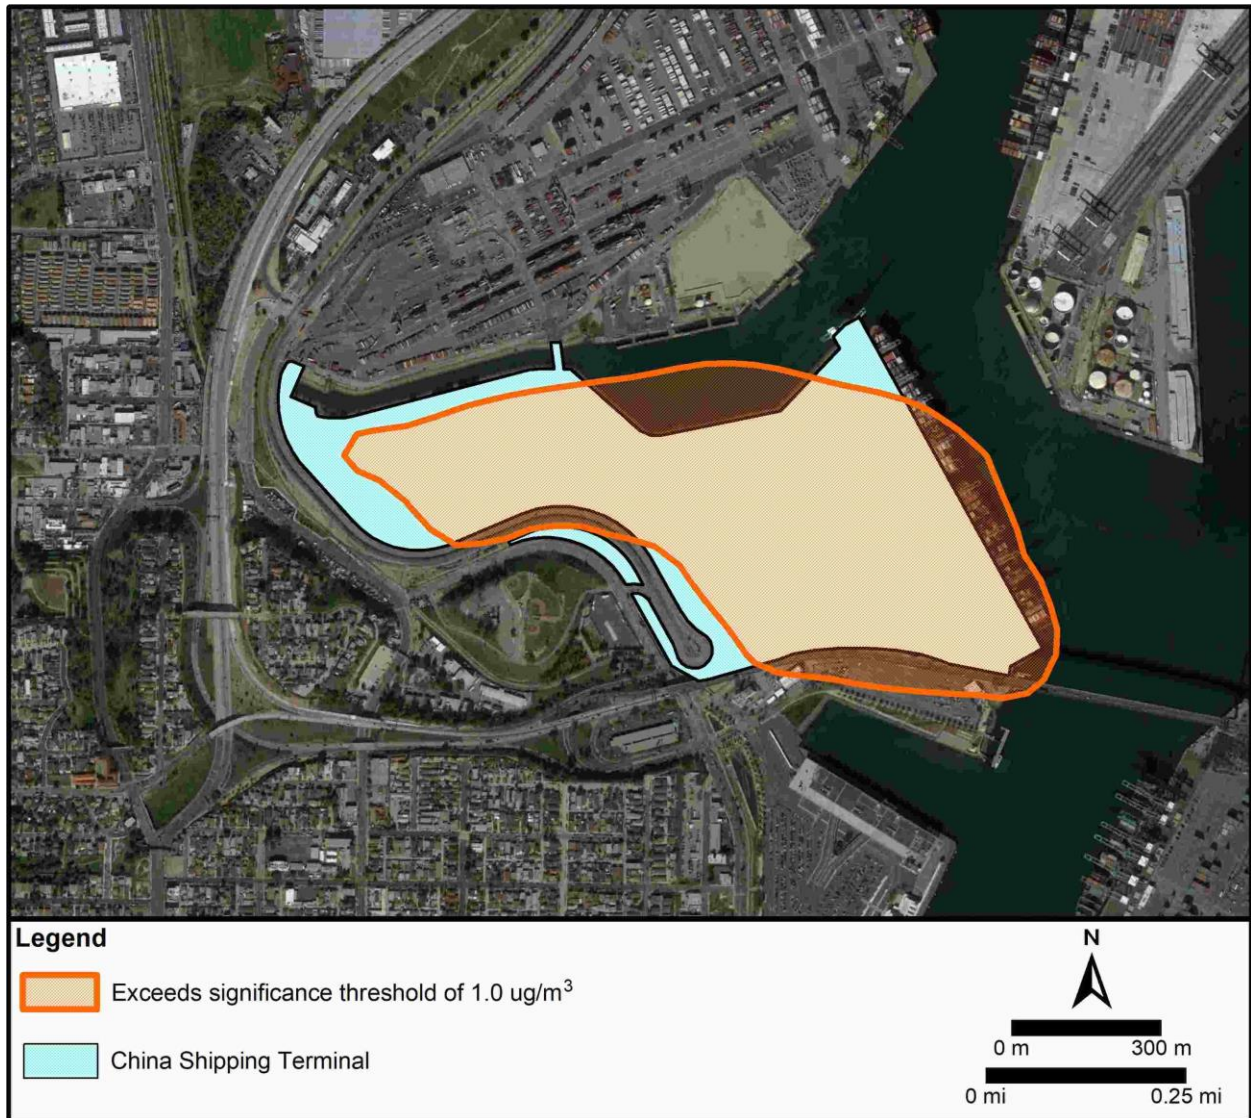 Legend
Exceeds significance threshold of 1.0 ug/m³
China Shipping Terminal
N
0 m 300 m
0 mi 0.25 mi